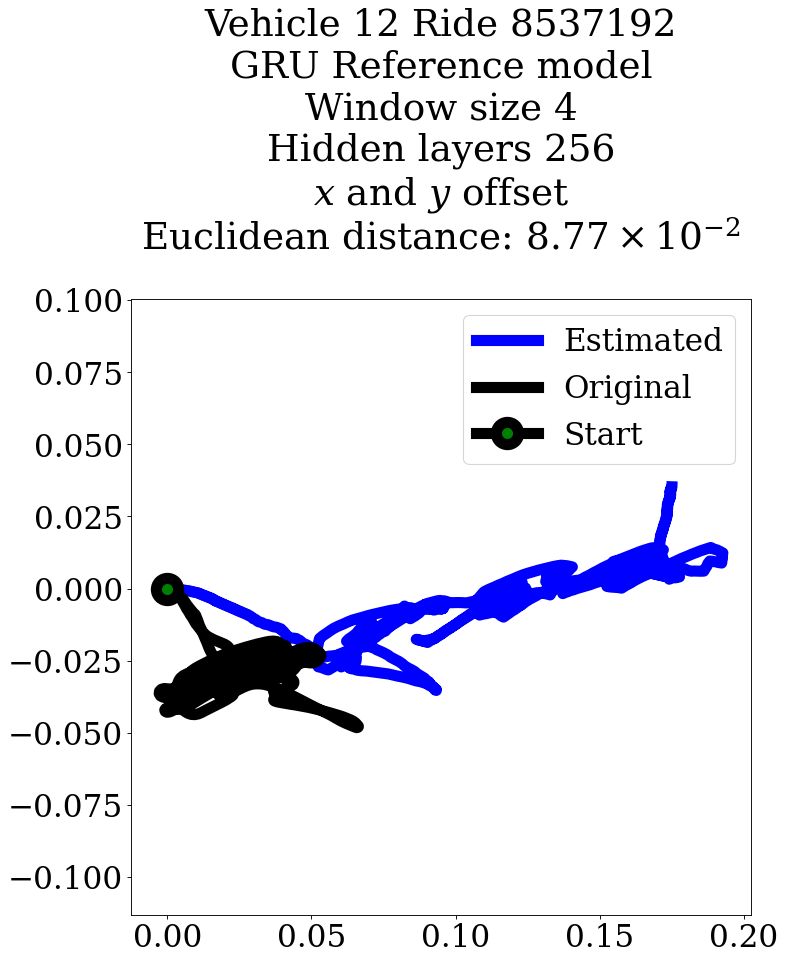 Vehicle 12 Ride 8537192
GRU Reference model
Window size 4
Hidden layers 256
x and y offset
Euclidean distance: 8.77 × 10⁻²
Estimated
Original
Start
0.100
0.075
0.050
0.025
0.000
−0.025
−0.050
−0.075
−0.100
0.00 0.05 0.10 0.15 0.20